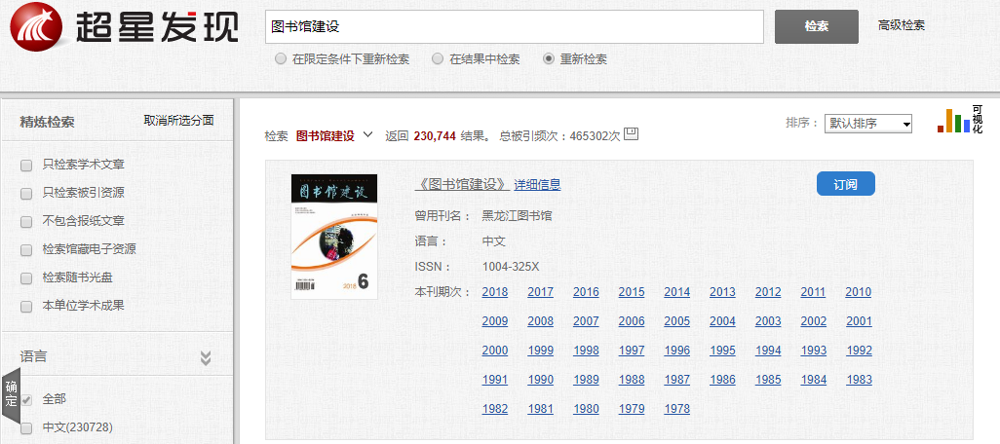 超星发现
图书馆建设
检索
高级检索
在限定条件下重新检索 在结果中检索 重新检索
精炼检索 取消所选分面
只检索学术文章
只检索被引资源
不包含报纸文章
检索馆藏电子资源
检索随书光盘
本单位学术成果
语言
确定
全部
中文(230728)
检索 图书馆建设 返回 230,744 结果。 总被引频次：465302次
排序： 默认排序
可视化
图书馆建设
2018 6
《图书馆建设》 详细信息
订阅
曾用刊名： 黑龙江图书馆
语言： 中文
ISSN： 1004-325X
本刊期次： 2018 2017 2016 2015 2014 2013 2012 2011 2010
2009 2008 2007 2006 2005 2004 2003 2002 2001
2000 1999 1998 1997 1996 1995 1994 1993 1992
1991 1990 1989 1988 1987 1986 1985 1984 1983
1982 1981 1980 1979 1978